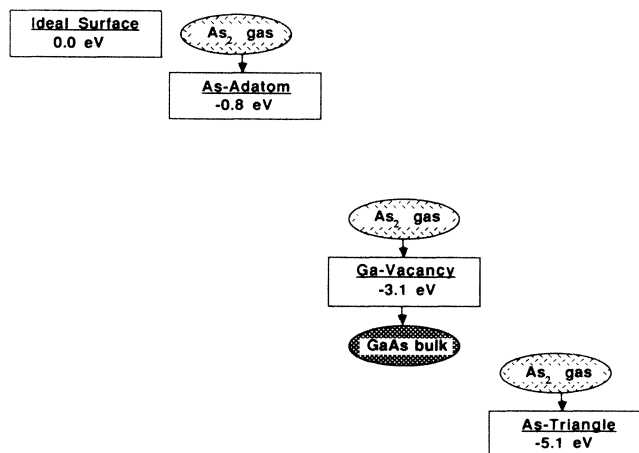 Ideal Surface
0.0 eV
As₂ gas
As-Adatom
-0.8 eV
As₂ gas
Ga-Vacancy
-3.1 eV
GaAs bulk
As₂ gas
As-Triangle
-5.1 eV